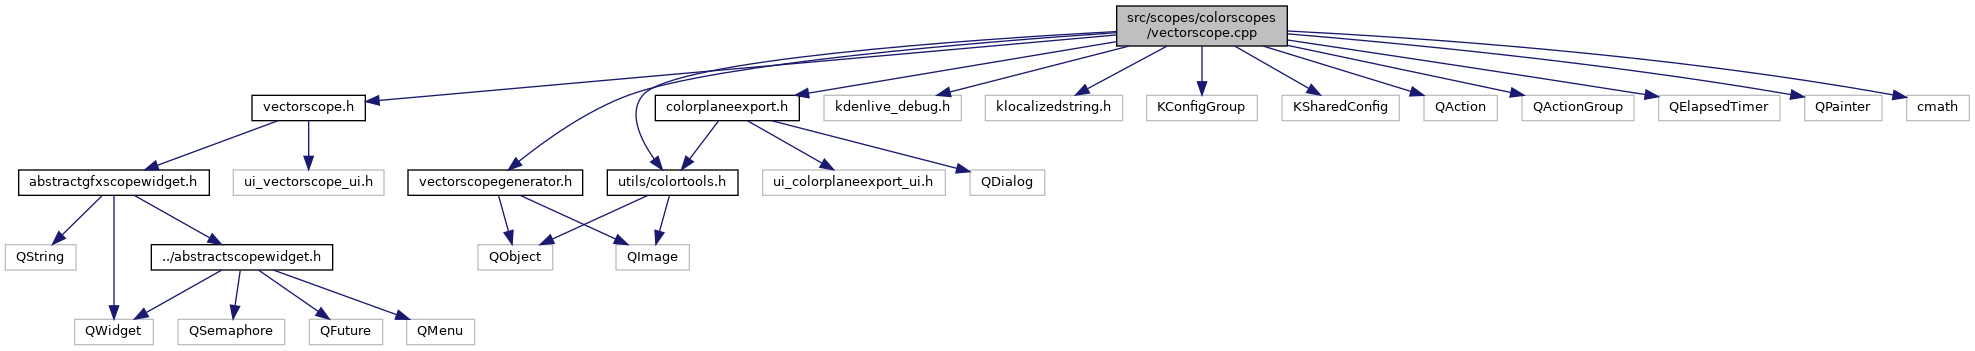 src/scopes/colorscopes
/vectorscope.cpp
vectorscope.h
colorplaneexport.h
kdenlive_debug.h
klocalizedstring.h
KConfigGroup
KSharedConfig
QAction
QActionGroup
QElapsedTimer
QPainter
cmath
abstractgfxscopewidget.h
ui_vectorscope_ui.h
vectorscopegenerator.h
utils/colortools.h
ui_colorplaneexport_ui.h
QDialog
QString
../abstractscopewidget.h
QObject
QImage
QWidget
QSemaphore
QFuture
QMenu